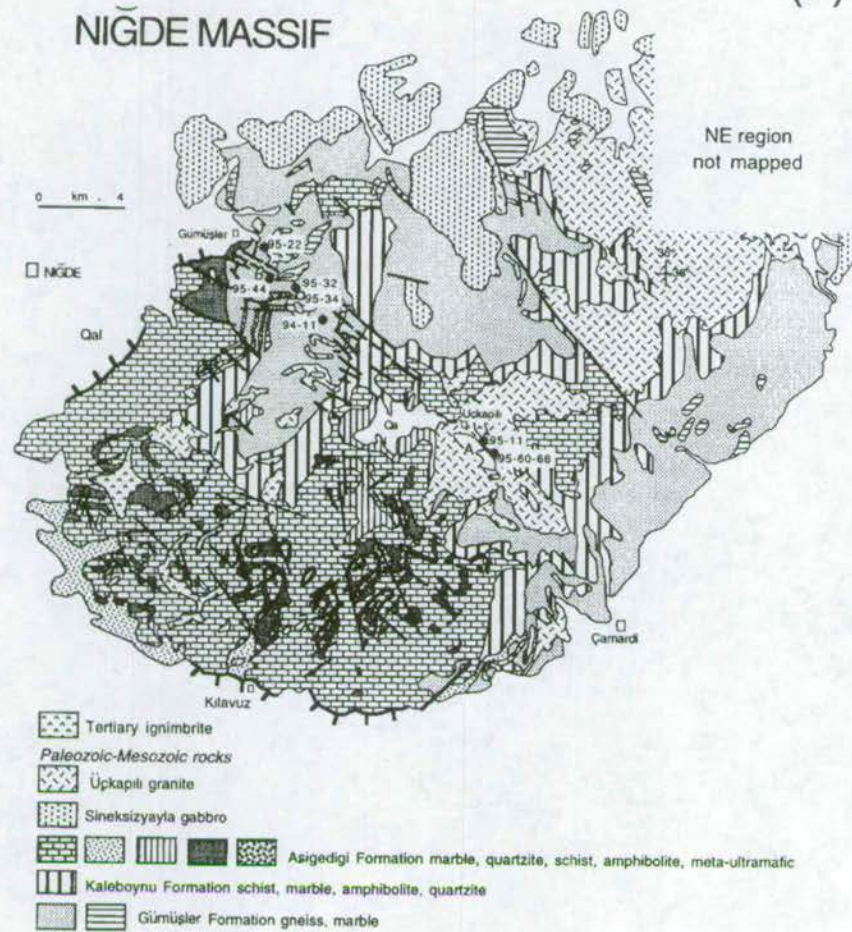 NIĞDE MASSIF
NE region
not mapped
0 km. 4
Gümüşler
95-22
NIĞDE
95-44
95-32
95-34
94-11
Qal
Qa
Uçkapılı
95-11
A
95-60-66
Çamardi
Kılavuz
Tertiary ignimbrite
Paleozoic-Mesozoic rocks
Üçkapılı granite
Sineksizyayla gabbro
Asigedigi Formation marble, quartzite, schist, amphibolite, meta-ultramafic
Kaleboynu Formation schist, marble, amphibolite, quartzite
Gümüşler Formation gneiss, marble